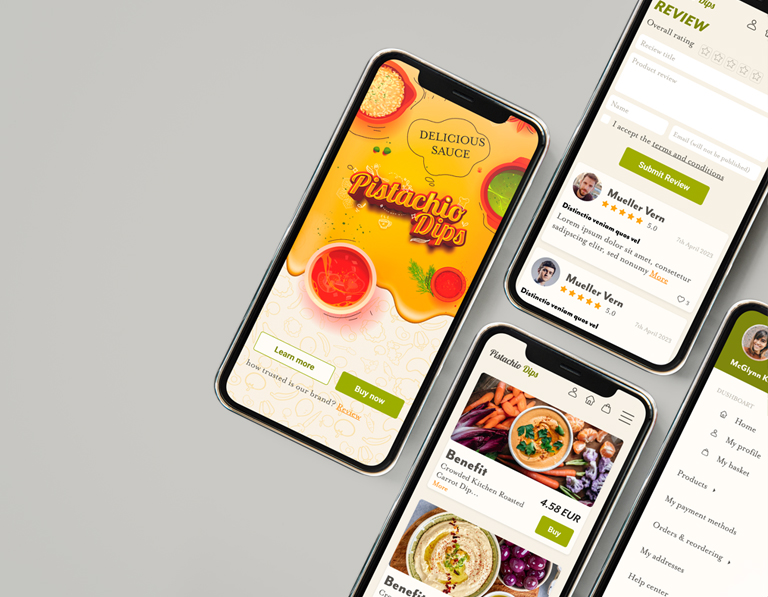 DELICIOUS
SAUCE
Pistachio
Dips
Learn more
Buy now
how trusted is our brand? Review
Dips
REVIEW
Overall rating
Review title
Product review
Name
Email (will not be published)
I accept the terms and conditions
Submit Review
Mueller Vern
5.0
7th April 2023
Distinctio veniam quos vel
Lorem ipsum dolor sit amet, consetetur
sadipscing elitr, sed nonumy More
3
Mueller Vern
5.0
7th April 2023
Distinctio veniam quos vel
Pistachio Dips
Benefit
Crowded Kitchen Roasted
Carrot Dip...
More
4.58 EUR
Buy
Benefit
McGlynn K
DUSHBOART
Home
My profile
My basket
Products
My payment methods
Orders & reordering
My addresses
Help center